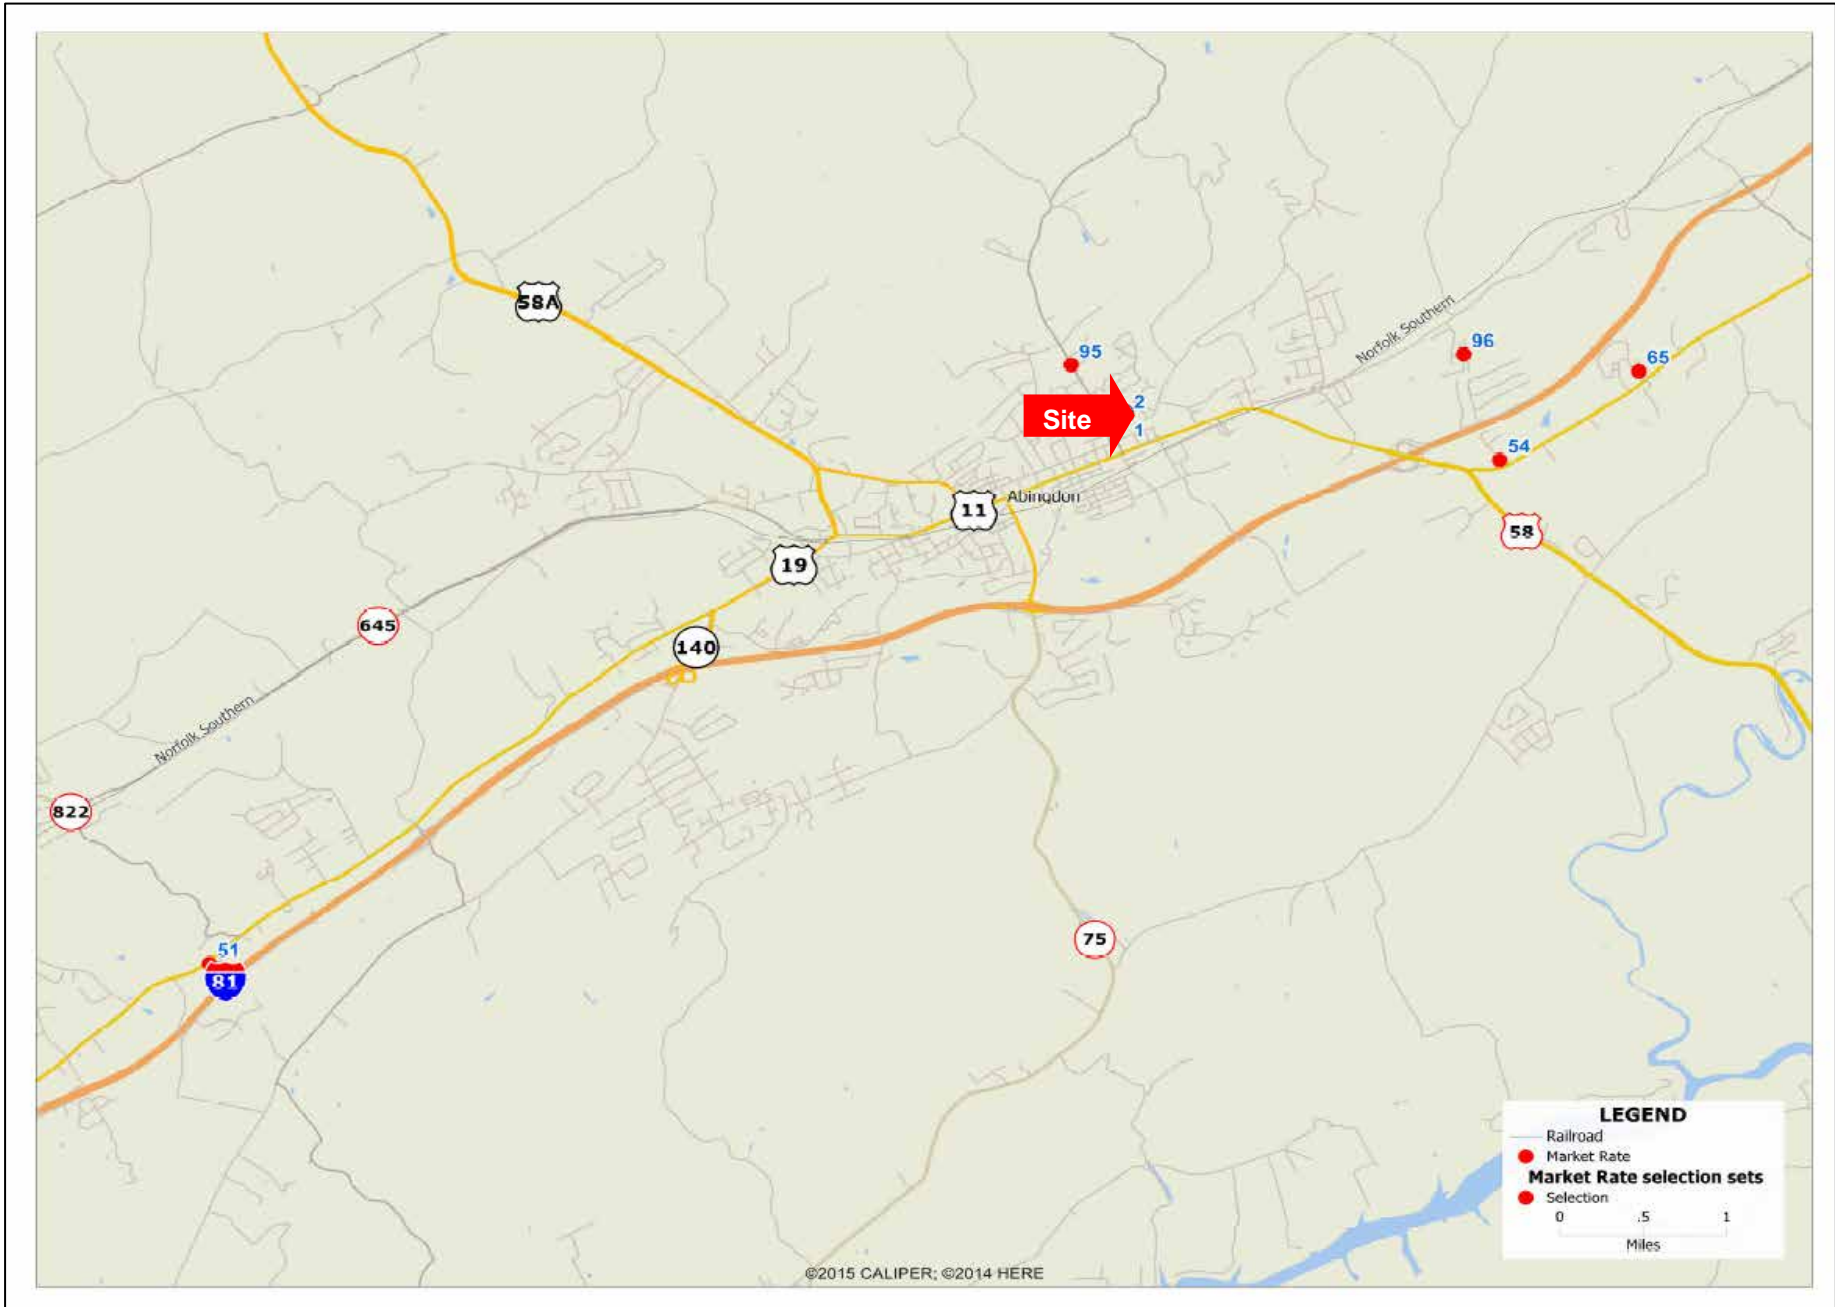 58A
Norfolk Southern
95
96
65
2
Site
1
54
Abingdon
11
58
19
645
140
Norfolk Southern
822
75
51
81
LEGEND
Railroad
Market Rate
Market Rate selection sets
Selection
0 .5 1
Miles
©2015 CALIPER; ©2014 HERE